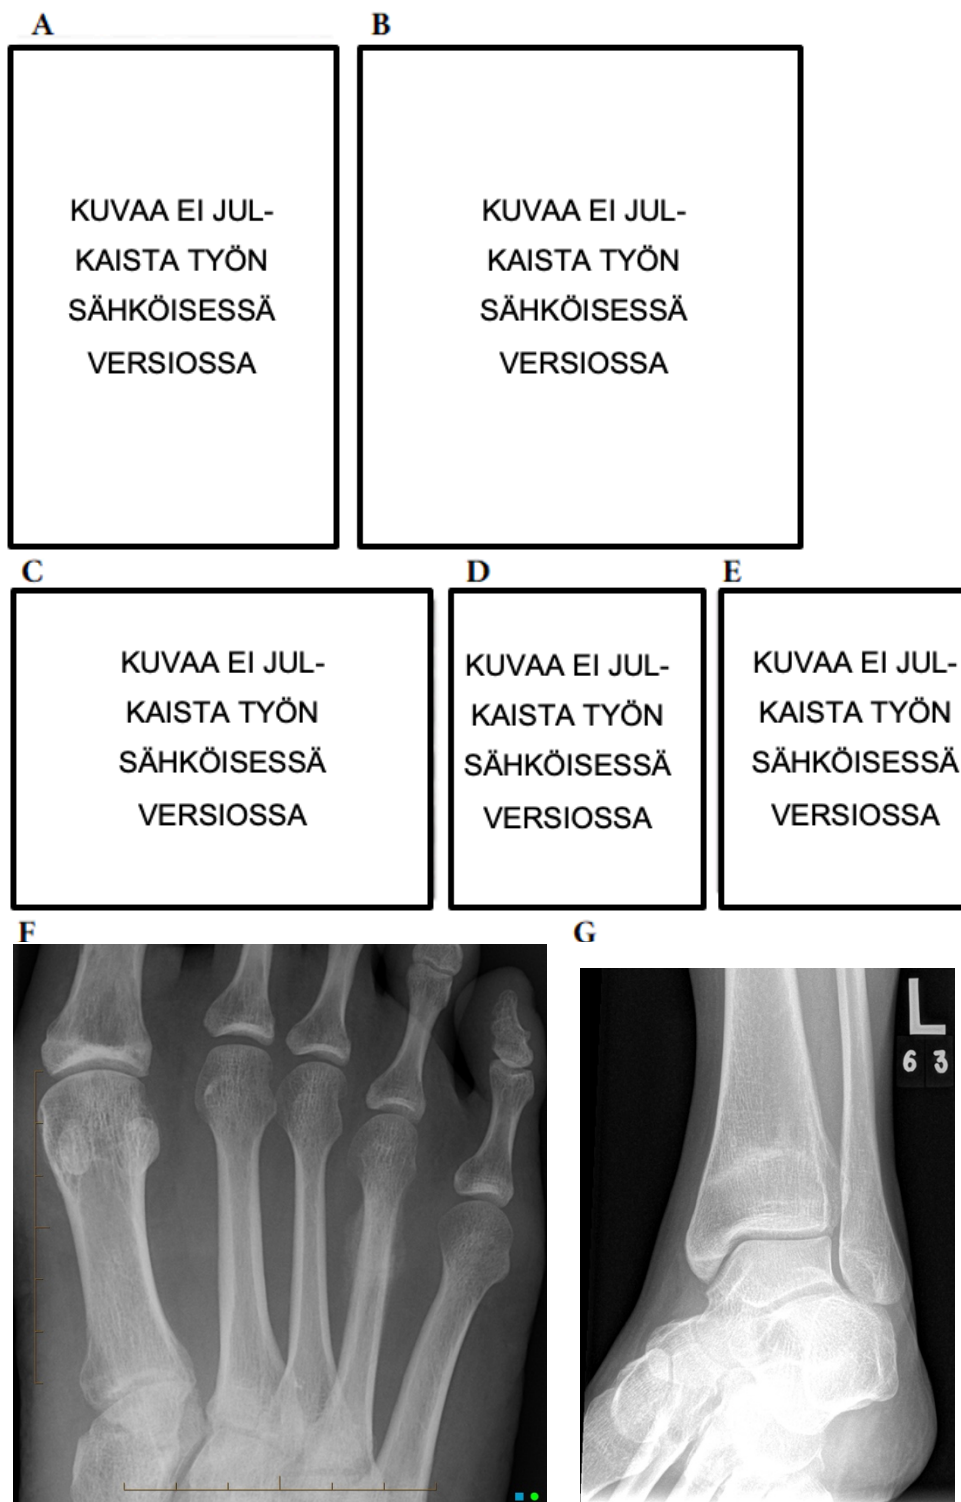 A
B
KUVAA EI JUL-
KAISTA TYÖN
SÄHKÖISESSÄ
VERSIOSSA
KUVAA EI JUL-
KAISTA TYÖN
SÄHKÖISESSÄ
VERSIOSSA
C
D
E
KUVAA EI JUL-
KAISTA TYÖN
SÄHKÖISESSÄ
VERSIOSSA
KUVAA EI JUL-
KAISTA TYÖN
SÄHKÖISESSÄ
VERSIOSSA
KUVAA EI JUL-
KAISTA TYÖN
SÄHKÖISESSÄ
VERSIOSSA
F
G
L
6 3